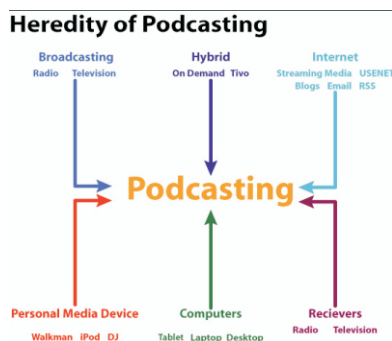 Heredity of Podcasting
Broadcasting
Radio Television
Hybrid
On Demand Tivo
Internet
Streaming Media USENET
Blogs Email RSS
Podcasting
Personal Media Device
Walkman iPod DJ
Computers
Tablet Laptop Desktop
Recievers
Radio Television